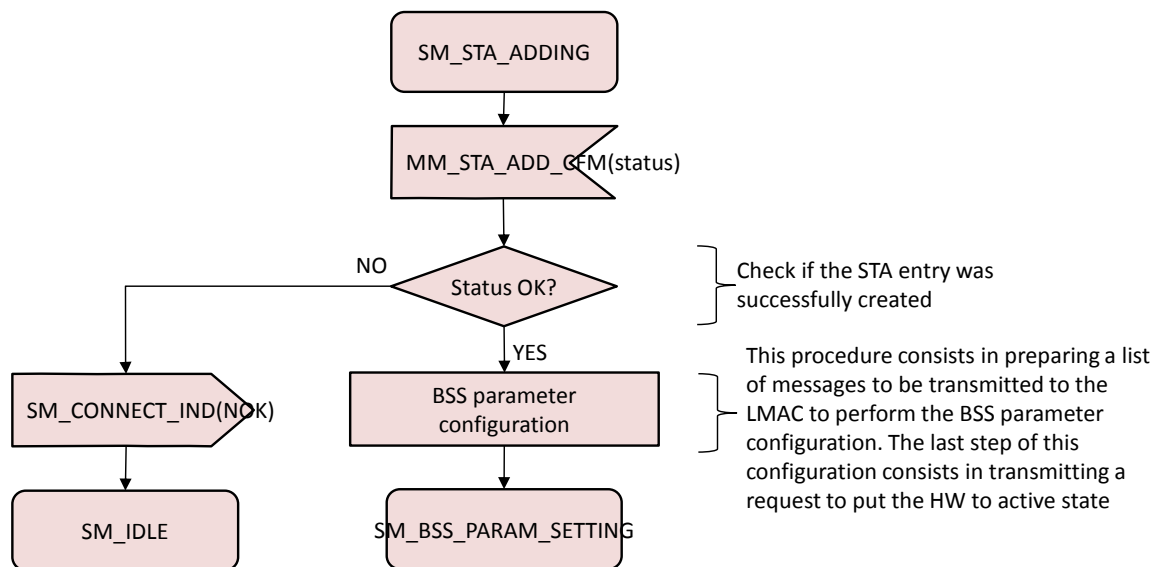 SM_STA_ADDING
MM_STA_ADD_CFM(status)
NO
Status OK?
Check if the STA entry was
successfully created
YES
SM_CONNECT_IND(NOK)
BSS parameter
configuration
This procedure consists in preparing a list
of messages to be transmitted to the
LMAC to perform the BSS parameter
configuration. The last step of this
configuration consists in transmitting a
request to put the HW to active state
SM_IDLE
SM_BSS_PARAM_SETTING